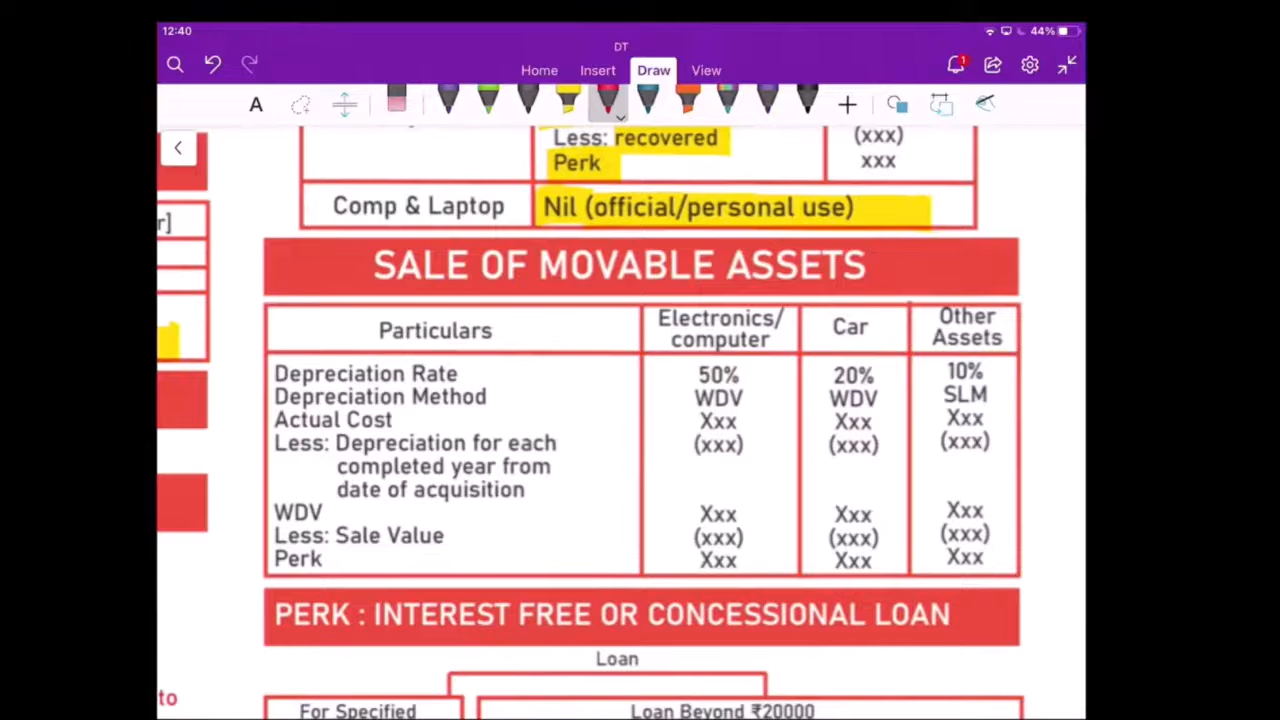 12:40
44%
DT
Home Insert Draw View
1
A
Less: recovered (xxx)
Perk xxx
r]
Comp & Laptop Nil (official/personal use)
SALE OF MOVABLE ASSETS
Particulars Electronics/ computer Car Other Assets
Depreciation Rate 50% 20% 10%
Depreciation Method WDV WDV SLM
Actual Cost Xxx Xxx Xxx
Less: Depreciation for each (xxx) (xxx) (xxx)
completed year from
date of acquisition
WDV Xxx Xxx Xxx
Less: Sale Value (xxx) (xxx) (xxx)
Perk Xxx Xxx Xxx
PERK : INTEREST FREE OR CONCESSIONAL LOAN
Loan
to
For Specified Loan Beyond ₹20000